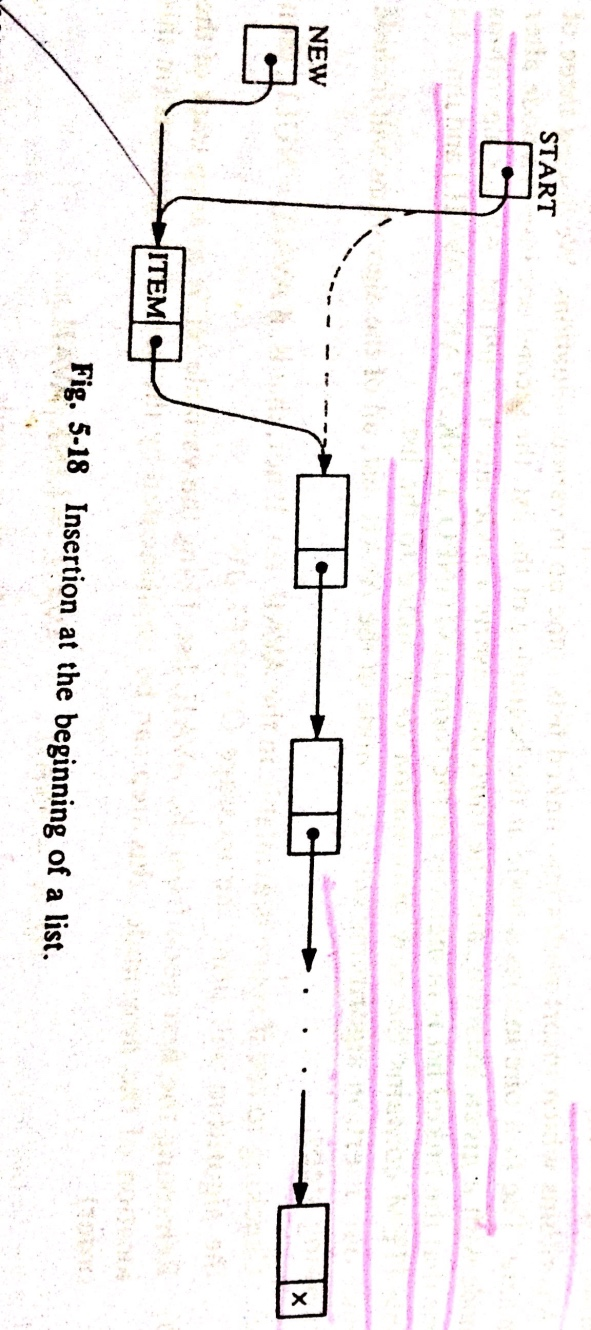 START
NEW
ITEM
x
Fig. 5-18 Insertion at the beginning of a list.